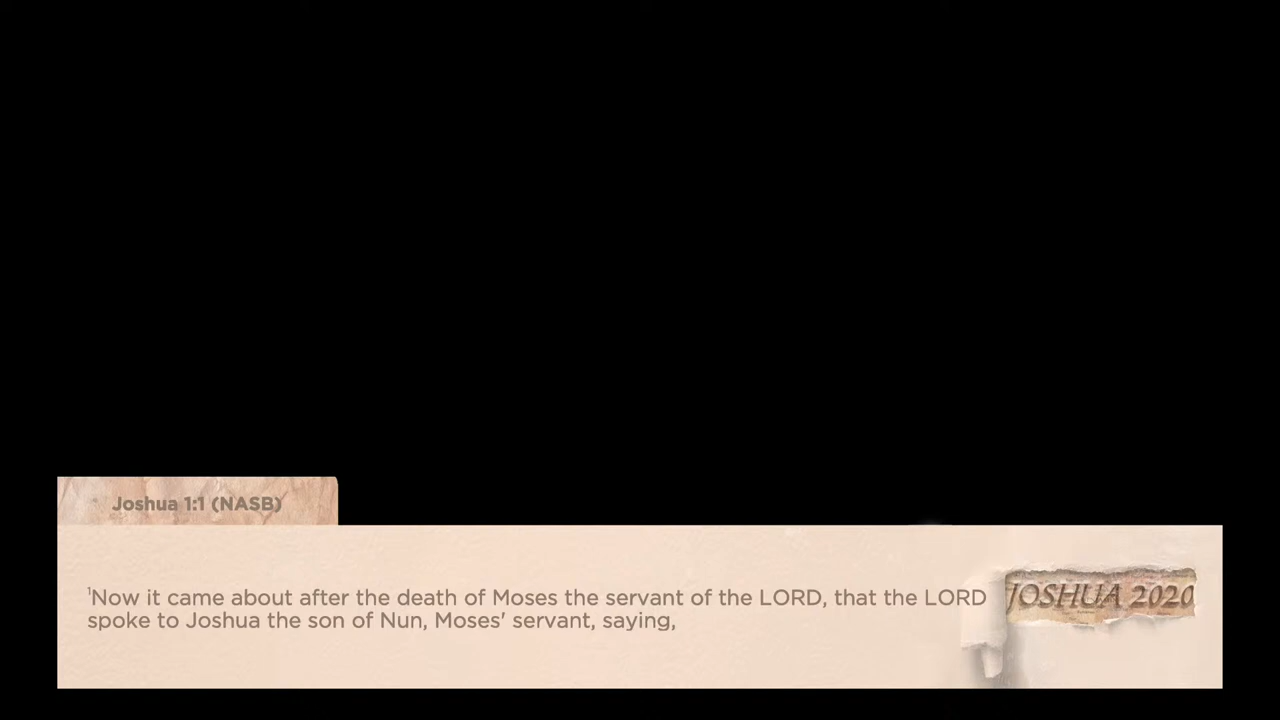 Joshua 1:1 (NASB)
¹Now it came about after the death of Moses the servant of the LORD, that the LORD
spoke to Joshua the son of Nun, Moses' servant, saying,
JOSHUA 2020